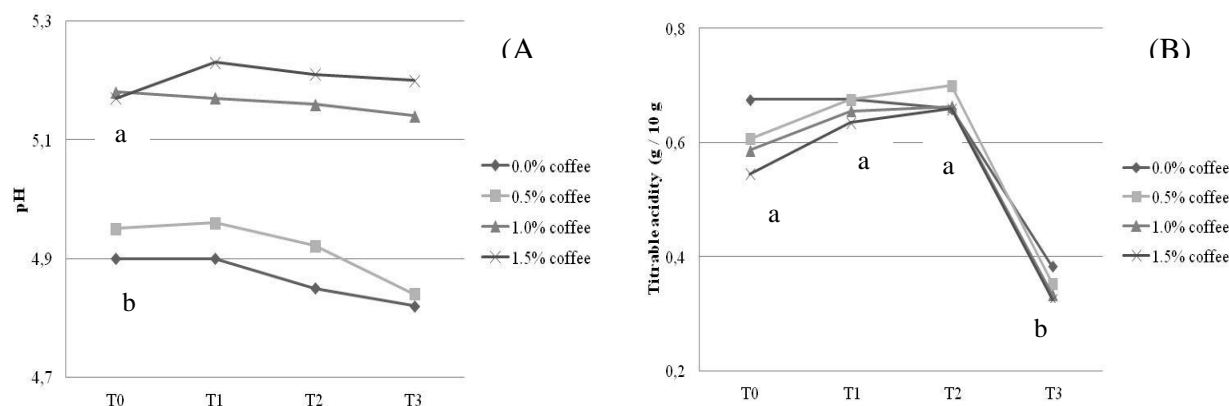 5,3
5,1
4,9
4,7
pH
T0 T1 T2 T3
a
b
(A
0.0% coffee
0.5% coffee
1.0% coffee
1.5% coffee
0,8
0,6
0,4
0,2
Titrable acidity (g / 10 g
T0 T1 T2 T3
a
a
a
b
(B)
0.0% coffee
0.5% coffee
1.0% coffee
1.5% coffee